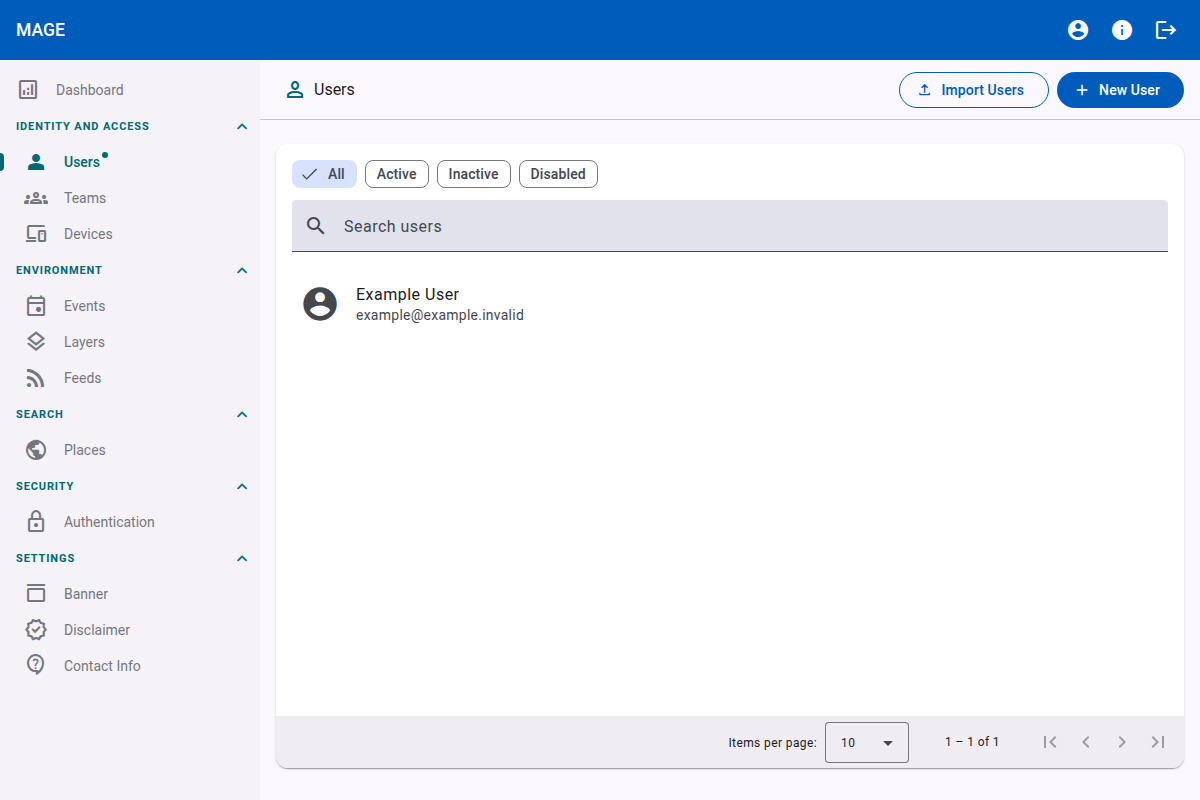 MAGE
Dashboard
IDENTITY AND ACCESS
Users
Teams
Devices
ENVIRONMENT
Events
Layers
Feeds
SEARCH
Places
SECURITY
Authentication
SETTINGS
Banner
Disclaimer
Contact Info
Users
Import Users
New User
All
Active
Inactive
Disabled
Search users
Example User
example@example.invalid
Items per page:
10
1 – 1 of 1